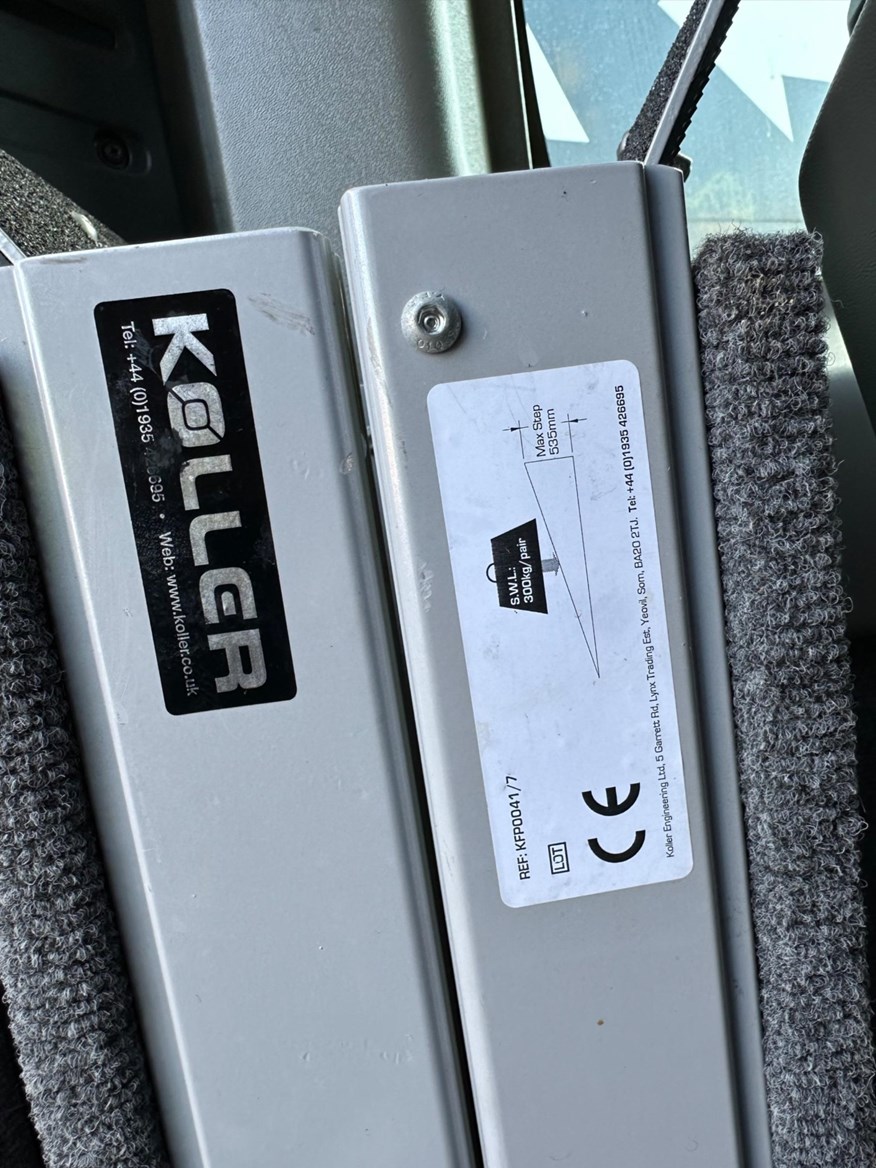 KOLLER
Tel: +44 (0)1935 426695 • Web: www.koller.co.uk
Max Step
535mm
S.W.L.:
300kg/pair
REF: KFP0041/7
LOT
CE
Koller Engineering Ltd, 5 Garrett Rd, Lynx Trading Est, Yeovil, Som, BA20 2TJ. Tel: +44 (0)1935 426695